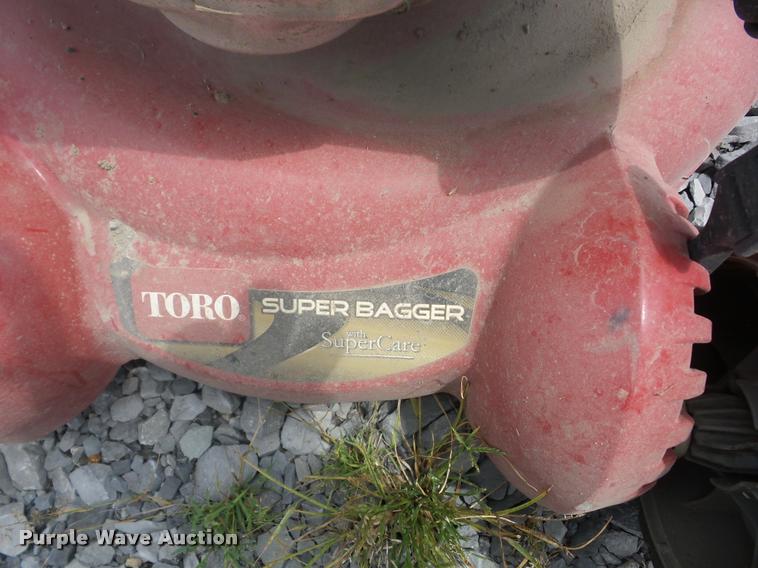 TORO
SUPER BAGGER
with
SuperCare
Purple Wave Auction